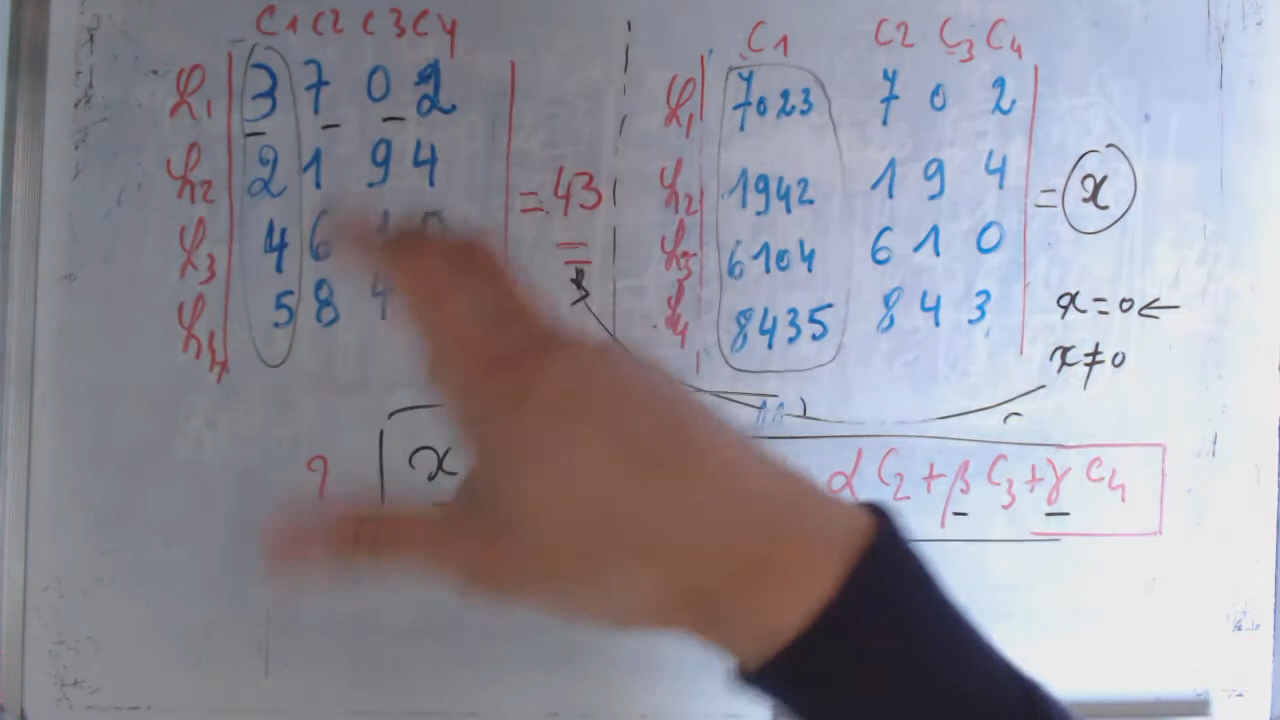 C1 C2 C3 C4
L1 3 7 0 2
L2 2 1 9 4
L3 4 6 1
L4 5 8 4
= 43
C1 C2 C3 C4
L1 7023 7 0 2
L2 1942 1 9 4
L3 6104 6 1 0
L4 8435 8 4 3
= x
x = 0 ←
x ≠ 0
? x
α C2 + β C3 + γ C4